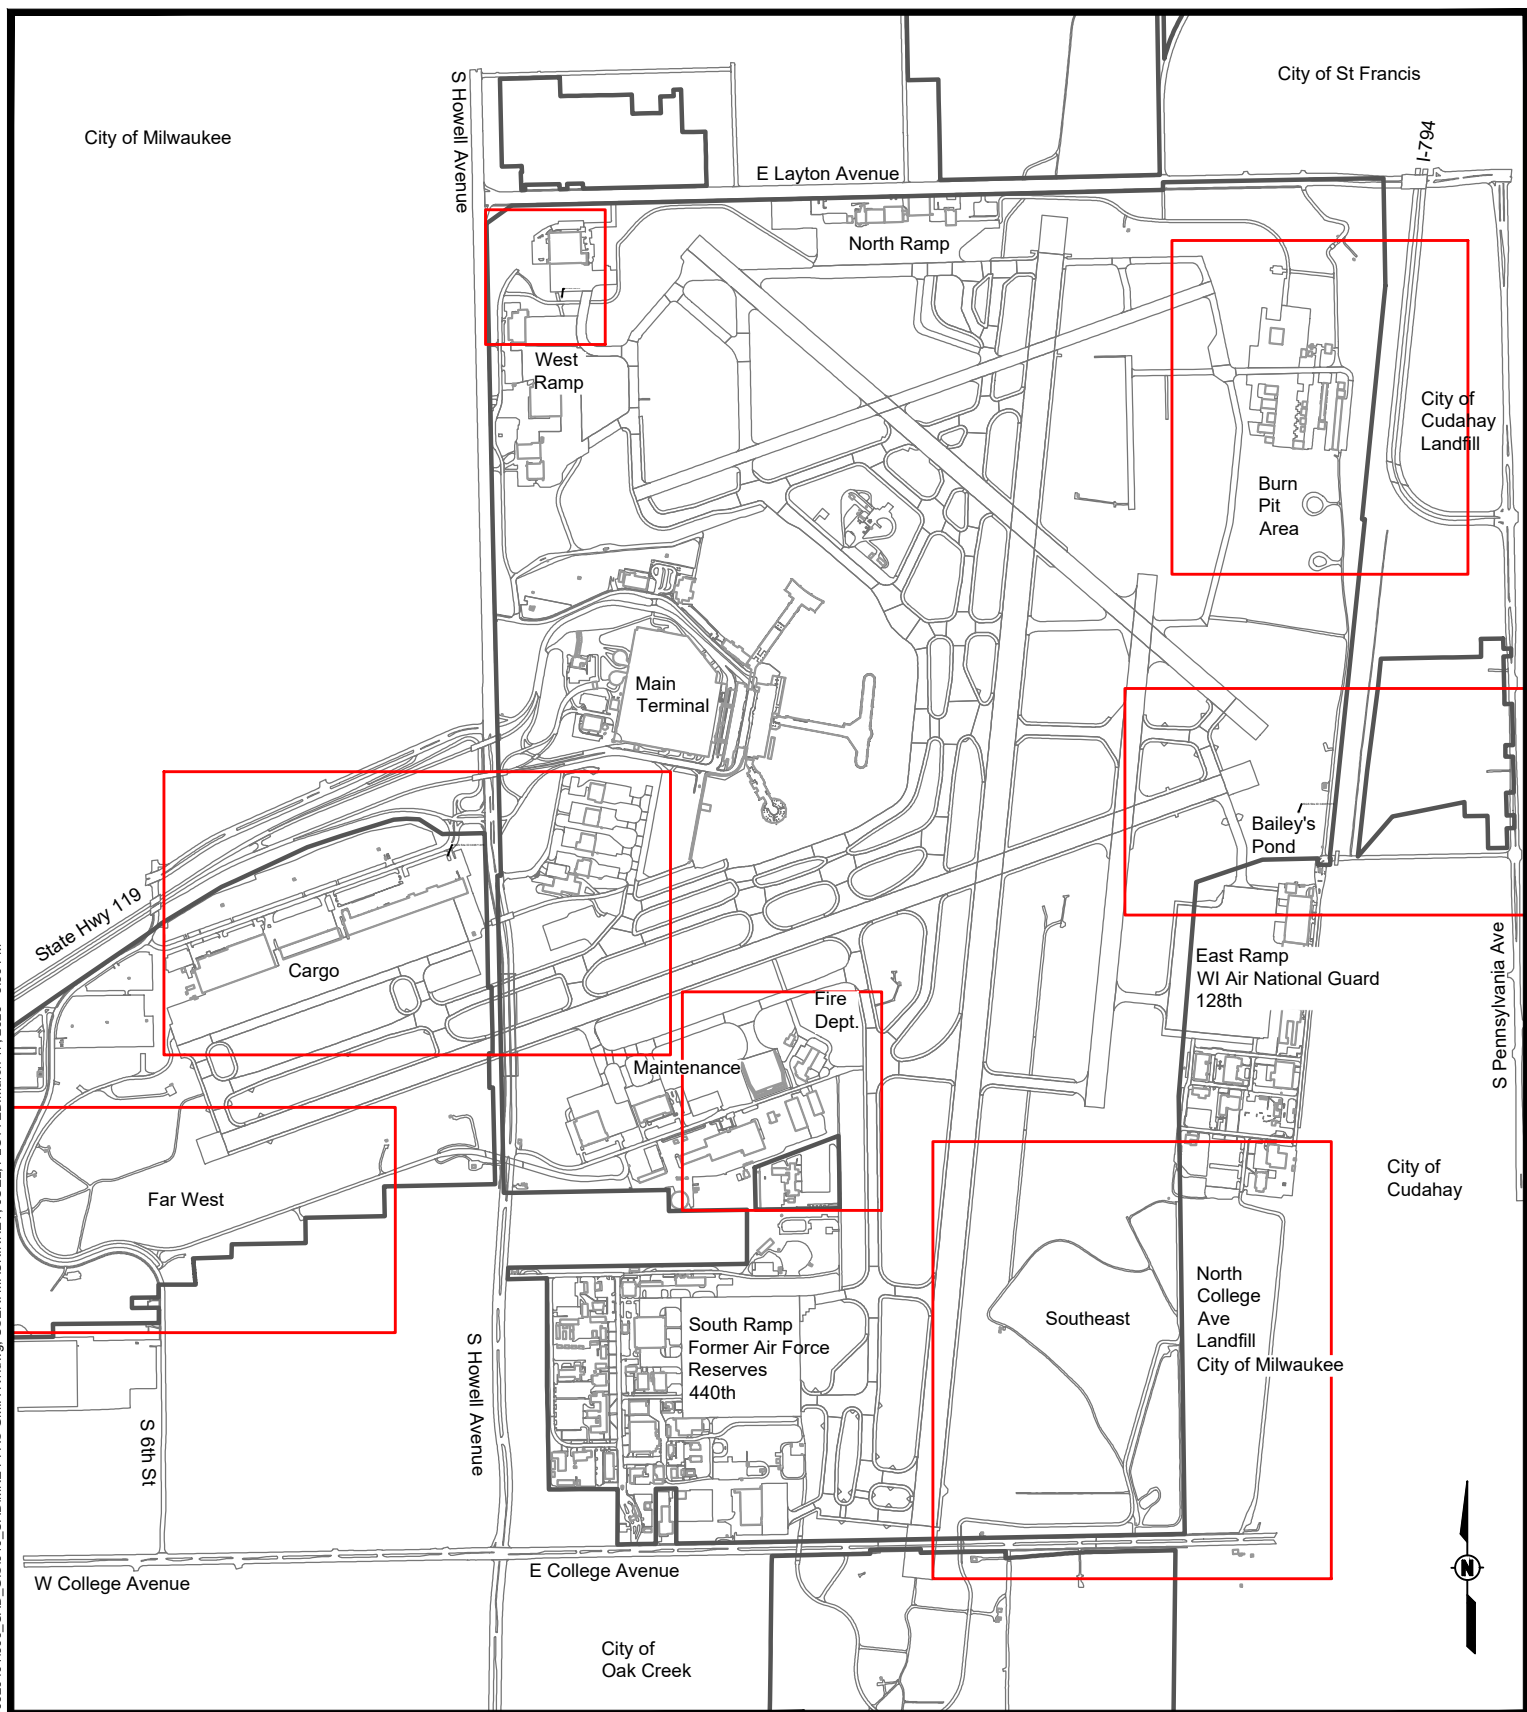 City of St Francis
City of Milwaukee
S Howell Avenue
I-794
E Layton Avenue
North Ramp
West
Ramp
City of
Cudahay
Landfill
Burn
Pit
Area
Main
Terminal
Bailey's
Pond
State Hwy 119
Cargo
S Pennsylvania Ave
East Ramp
WI Air National Guard
128th
Fire
Dept.
Maintenance
City of
Cudahay
Far West
North
College
Ave
Landfill
City of Milwaukee
Southeast
South Ramp
Former Air Force
Reserves
440th
S Howell Avenue
S 6th St
E College Avenue
W College Avenue
N
City of
Oak Creek